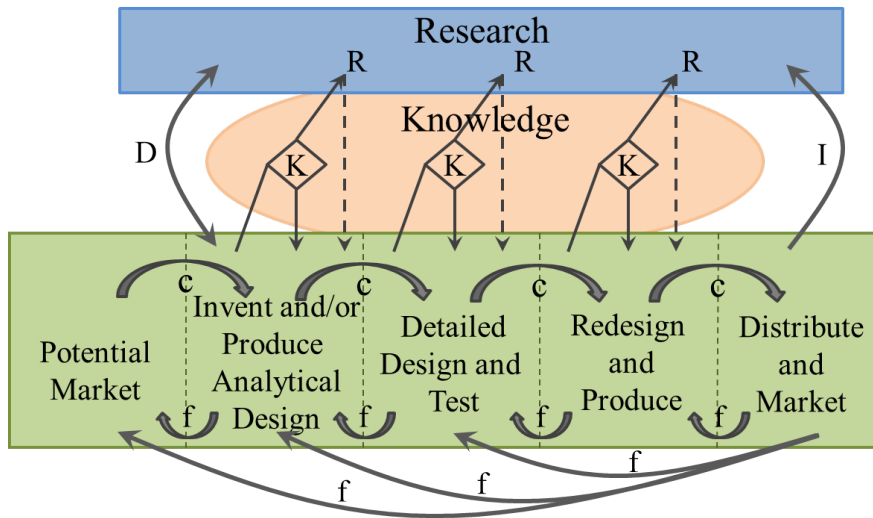 Research
R
R
R
Knowledge
D
K
K
K
I
c
c
c
c
Potential
Market
Invent and/or
Produce
Analytical
Design
Detailed
Design and
Test
Redesign
and
Produce
Distribute
and
Market
f
f
f
f
f
f
f